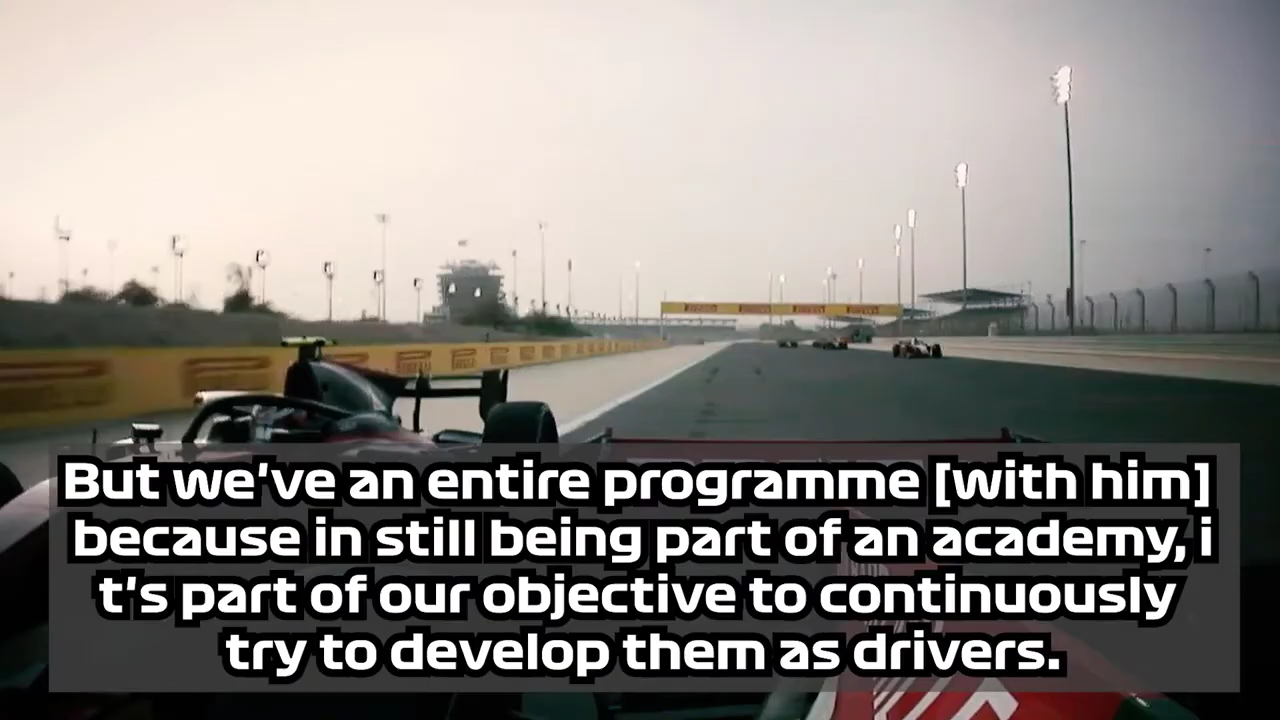 But we've an entire programme [with him]
because in still being part of an academy, i
t's part of our objective to continuously
try to develop them as drivers.